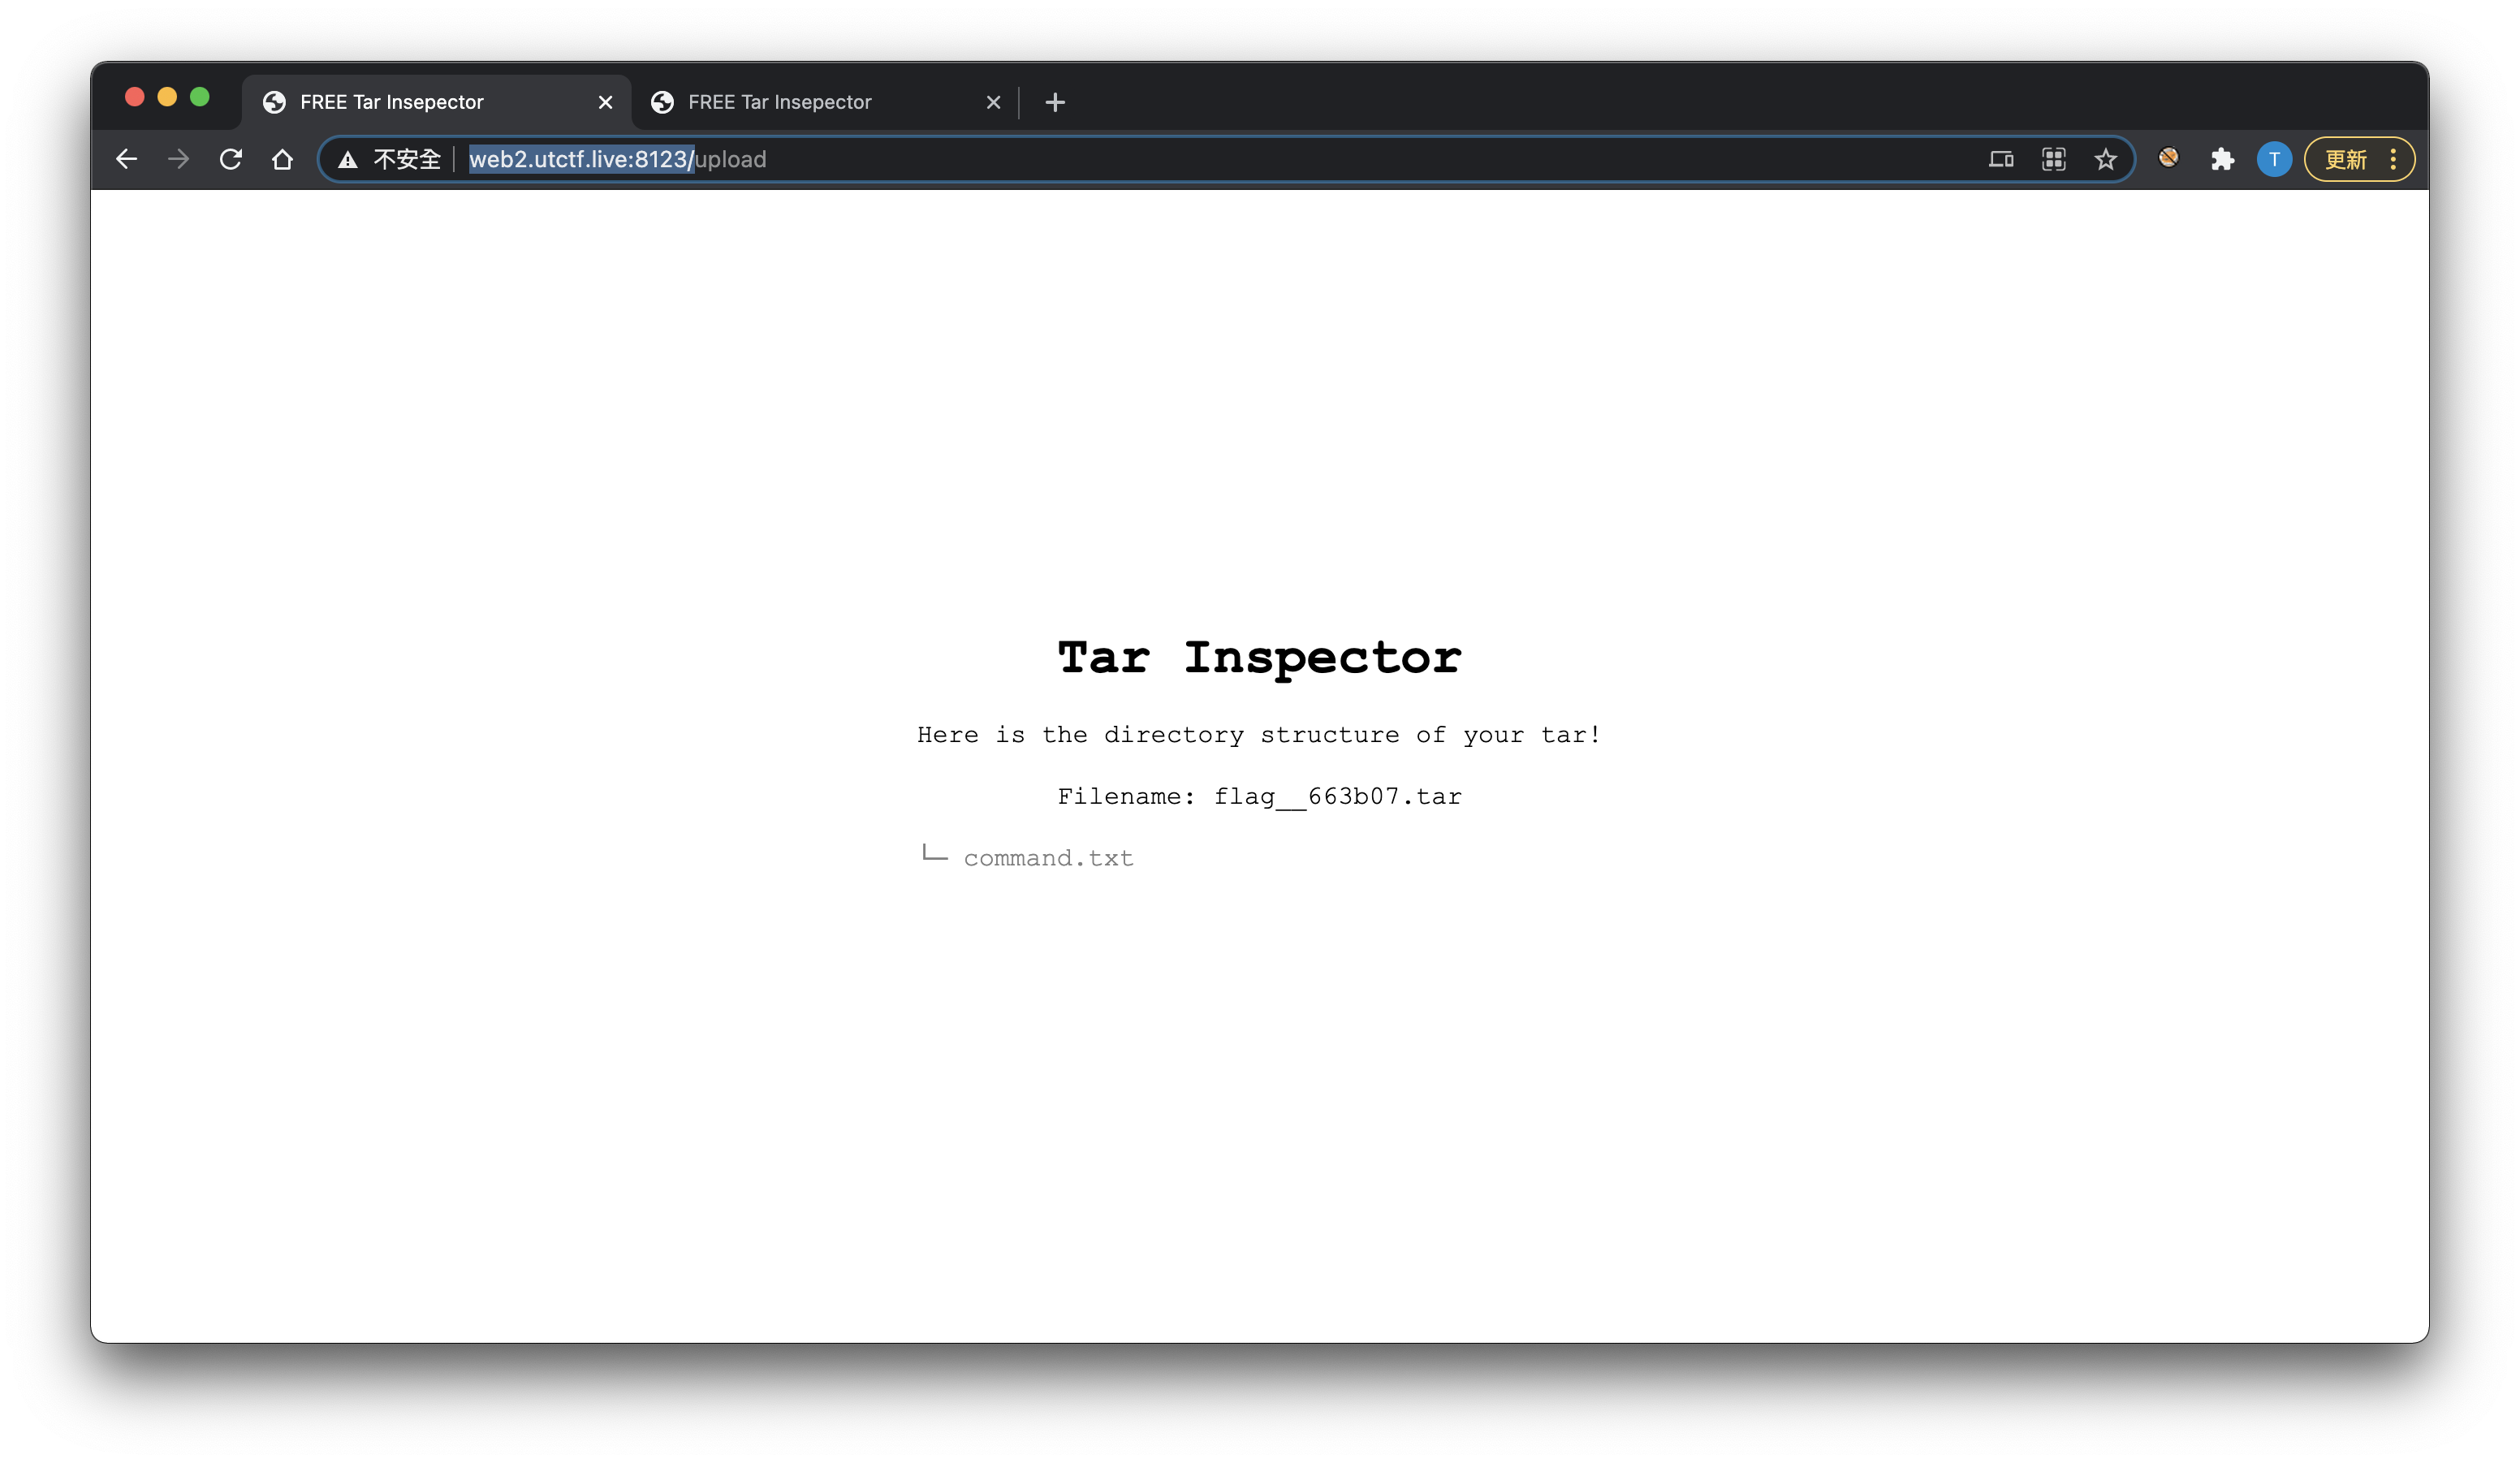 FREE Tar Insepector
FREE Tar Insepector
不安全 web2.utctf.live:8123/upload
T
更新
Tar Inspector
Here is the directory structure of your tar!
Filename: flag__663b07.tar
└─ command.txt